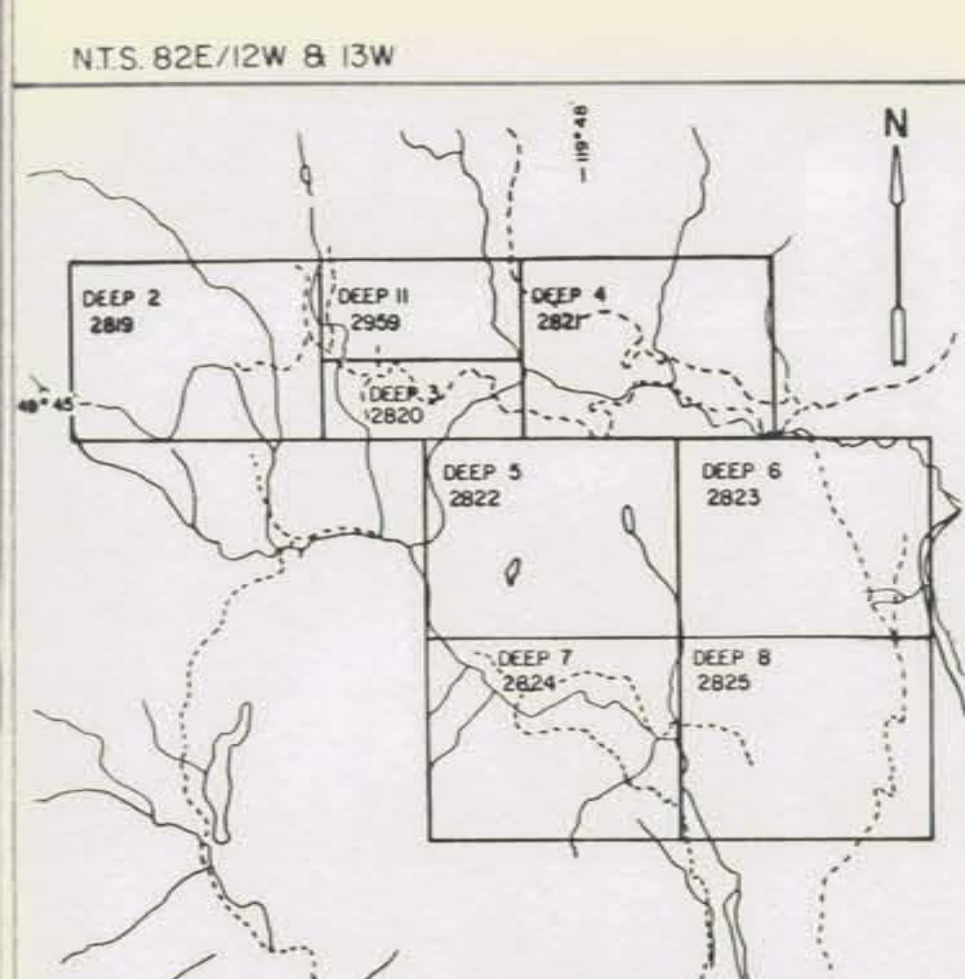 N.T.S. 82E/12W & 13W
119° 48'
N
DEEP 2
2819
DEEP 11
2959
DEEP 4
2821
DEEP 3
2820
49° 45
DEEP 5
2822
DEEP 6
2823
DEEP 7
2824
DEEP 8
2825